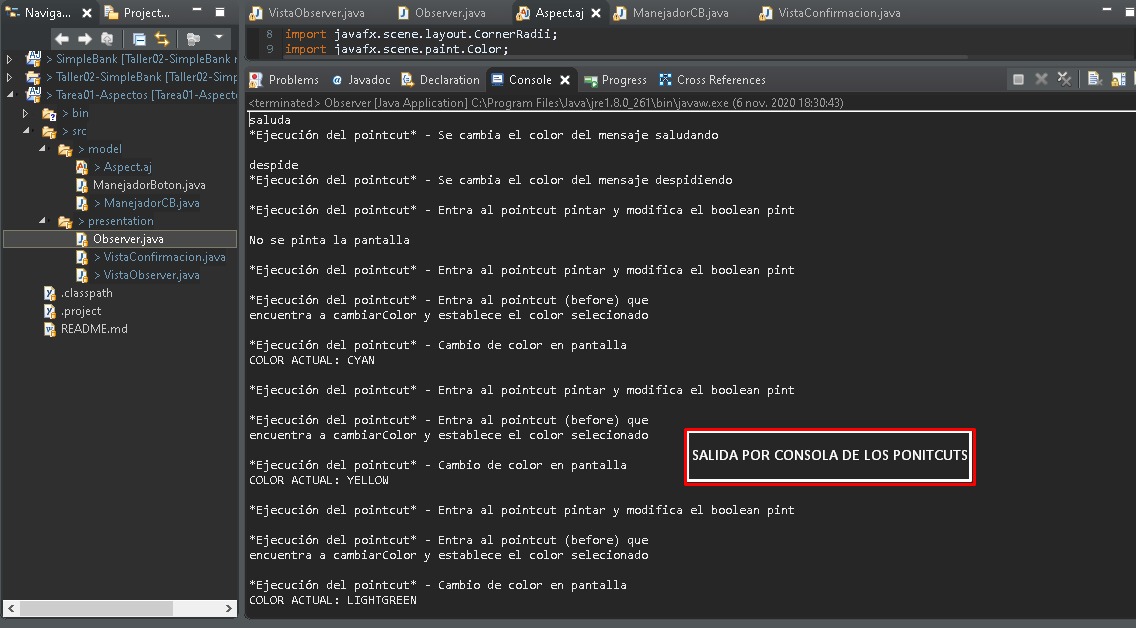 Naviga...
Project...
VistaObserver.java
Observer.java
Aspect.aj
ManejadorCB.java
VistaConfirmacion.java
8 import javafx.scene.layout.CornerRadii;
9 import javafx.scene.paint.Color;
> SimpleBank [Taller02-SimpleBank r
> Taller02-SimpleBank [Taller02-Simp
> Tarea01-Aspectos [Tarea01-Aspecto
> bin
> src
> model
> Aspect.aj
ManejadorBoton.java
> ManejadorCB.java
> presentation
Observer.java
> VistaConfirmacion.java
> VistaObserver.java
.classpath
.project
README.md
Problems
Javadoc
Declaration
Console
Progress
Cross References
<terminated> Observer [Java Application] C:\Program Files\Java\jre1.8.0_261\bin\javaw.exe (6 nov. 2020 18:30:43)
saluda
*Ejecución del pointcut* - Se cambia el color del mensaje saludando
despide
*Ejecución del pointcut* - Se cambia el color del mensaje despidiendo
*Ejecución del pointcut* - Entra al pointcut pintar y modifica el boolean pint
No se pinta la pantalla
*Ejecución del pointcut* - Entra al pointcut pintar y modifica el boolean pint
*Ejecución del pointcut* - Entra al pointcut (before) que
encuentra a cambiarColor y establece el color selecionado
*Ejecución del pointcut* - Cambio de color en pantalla
COLOR ACTUAL: CYAN
*Ejecución del pointcut* - Entra al pointcut pintar y modifica el boolean pint
*Ejecución del pointcut* - Entra al pointcut (before) que
encuentra a cambiarColor y establece el color selecionado
*Ejecución del pointcut* - Cambio de color en pantalla
COLOR ACTUAL: YELLOW
*Ejecución del pointcut* - Entra al pointcut pintar y modifica el boolean pint
*Ejecución del pointcut* - Entra al pointcut (before) que
encuentra a cambiarColor y establece el color selecionado
*Ejecución del pointcut* - Cambio de color en pantalla
COLOR ACTUAL: LIGHTGREEN
SALIDA POR CONSOLA DE LOS PONITCUTS